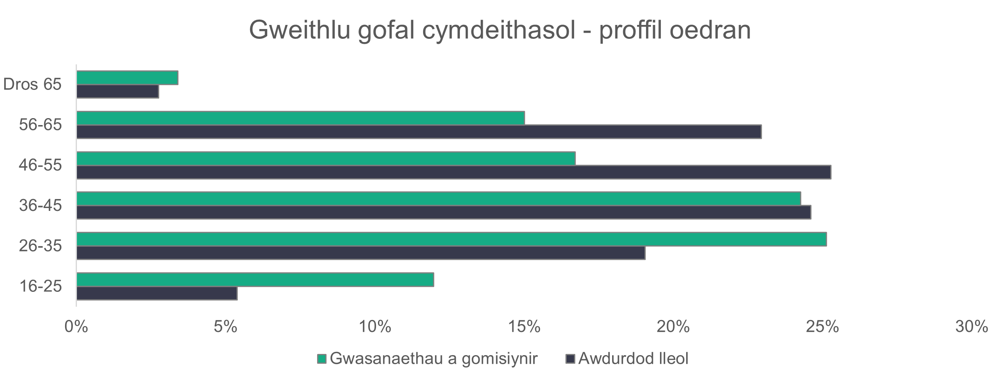 Gweithlu gofal cymdeithasol - proffil oedran
Dros 65
56-65
46-55
36-45
26-35
16-25
0% 5% 10% 15% 20% 25% 30%
Gwasanaethau a gomisiynir Awdurdod lleol